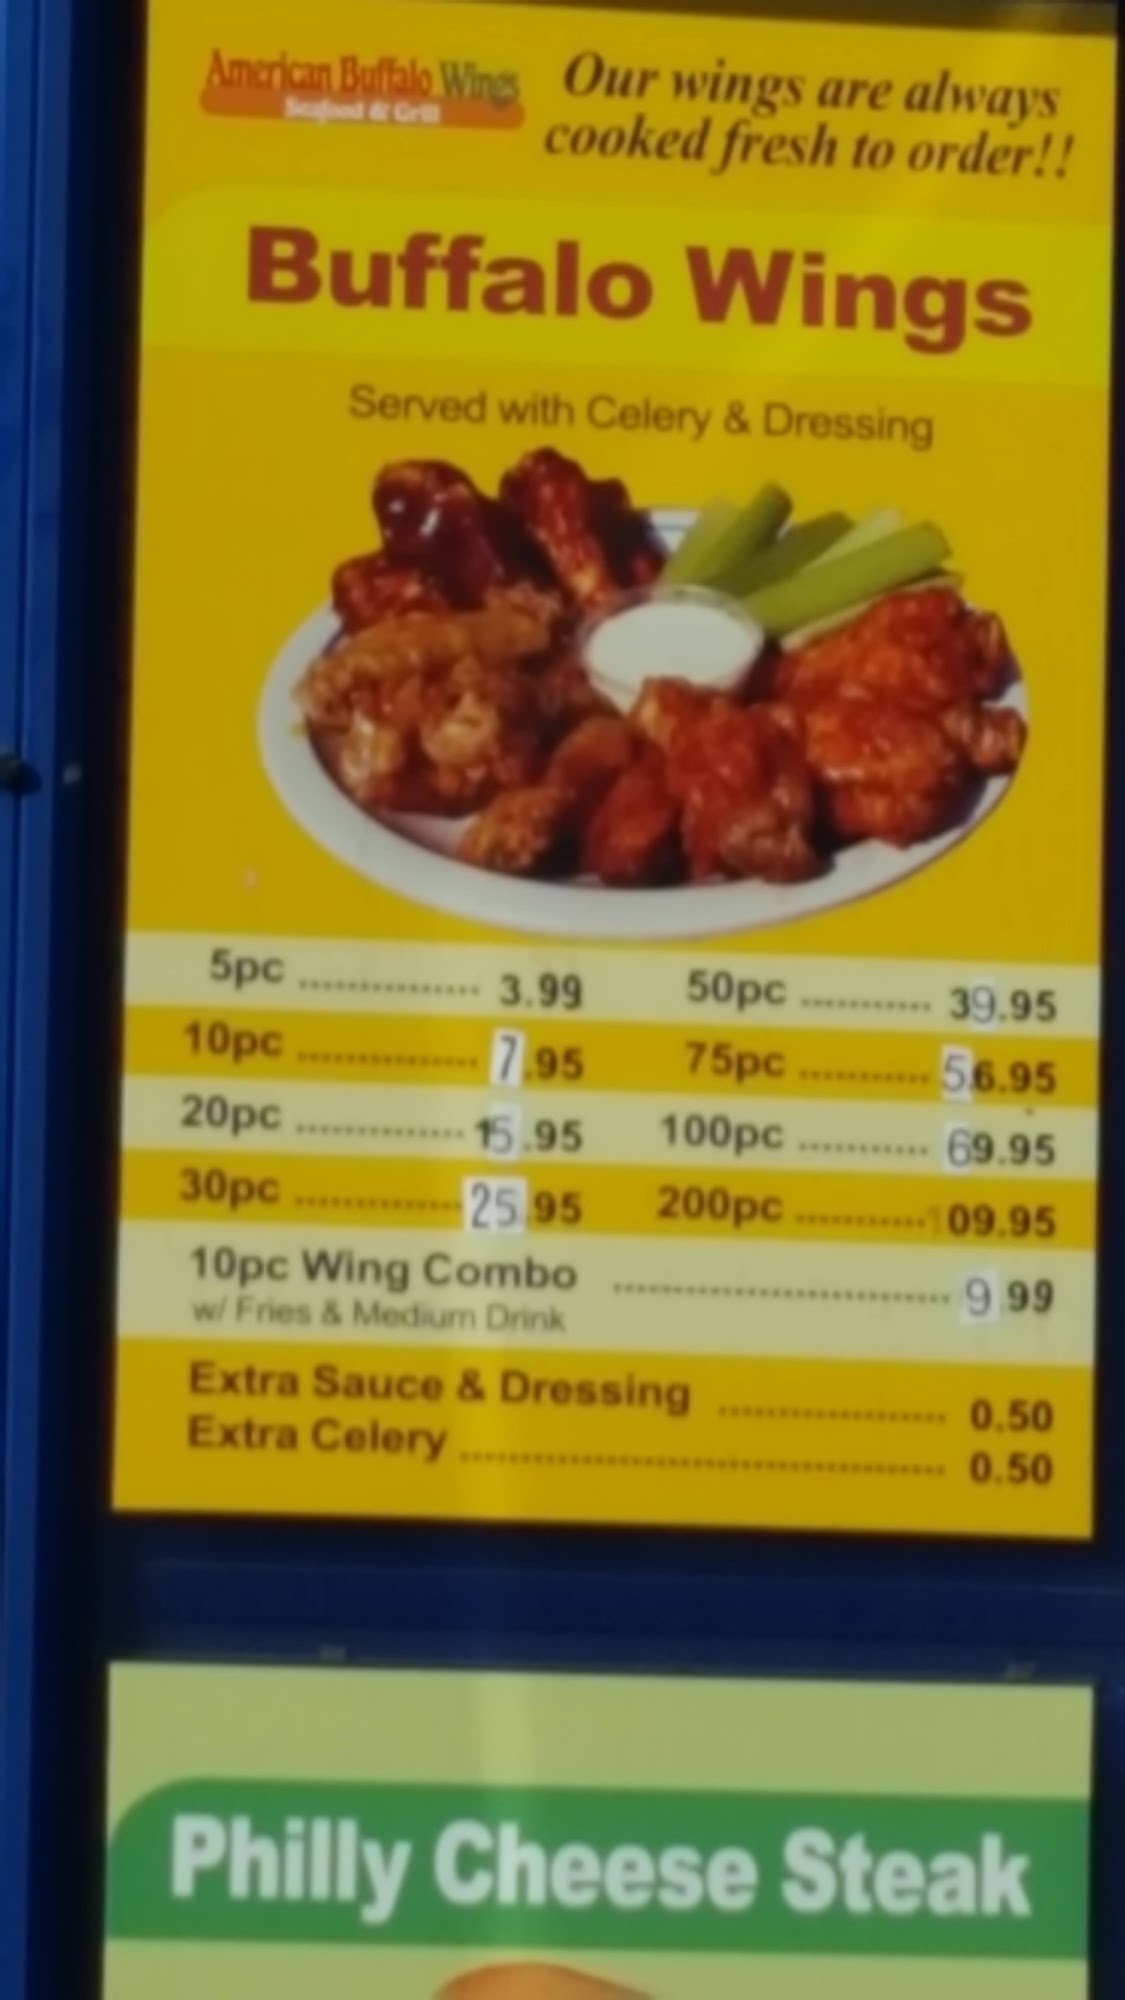 American Buffalo Wings
Seafood & Grill
Our wings are always
cooked fresh to order!!
Buffalo Wings
Served with Celery & Dressing
5pc ............... 3.99 50pc ........... 39.95
10pc ............... 7.95 75pc ........... 56.95
20pc .............. 15.95 100pc ........... 69.95
30pc .............. 25.95 200pc ........... 109.95
10pc Wing Combo ............................. 9.99
w/ Fries & Medium Drink
Extra Sauce & Dressing .................... 0.50
Extra Celery ........................................... 0.50
Philly Cheese Steak